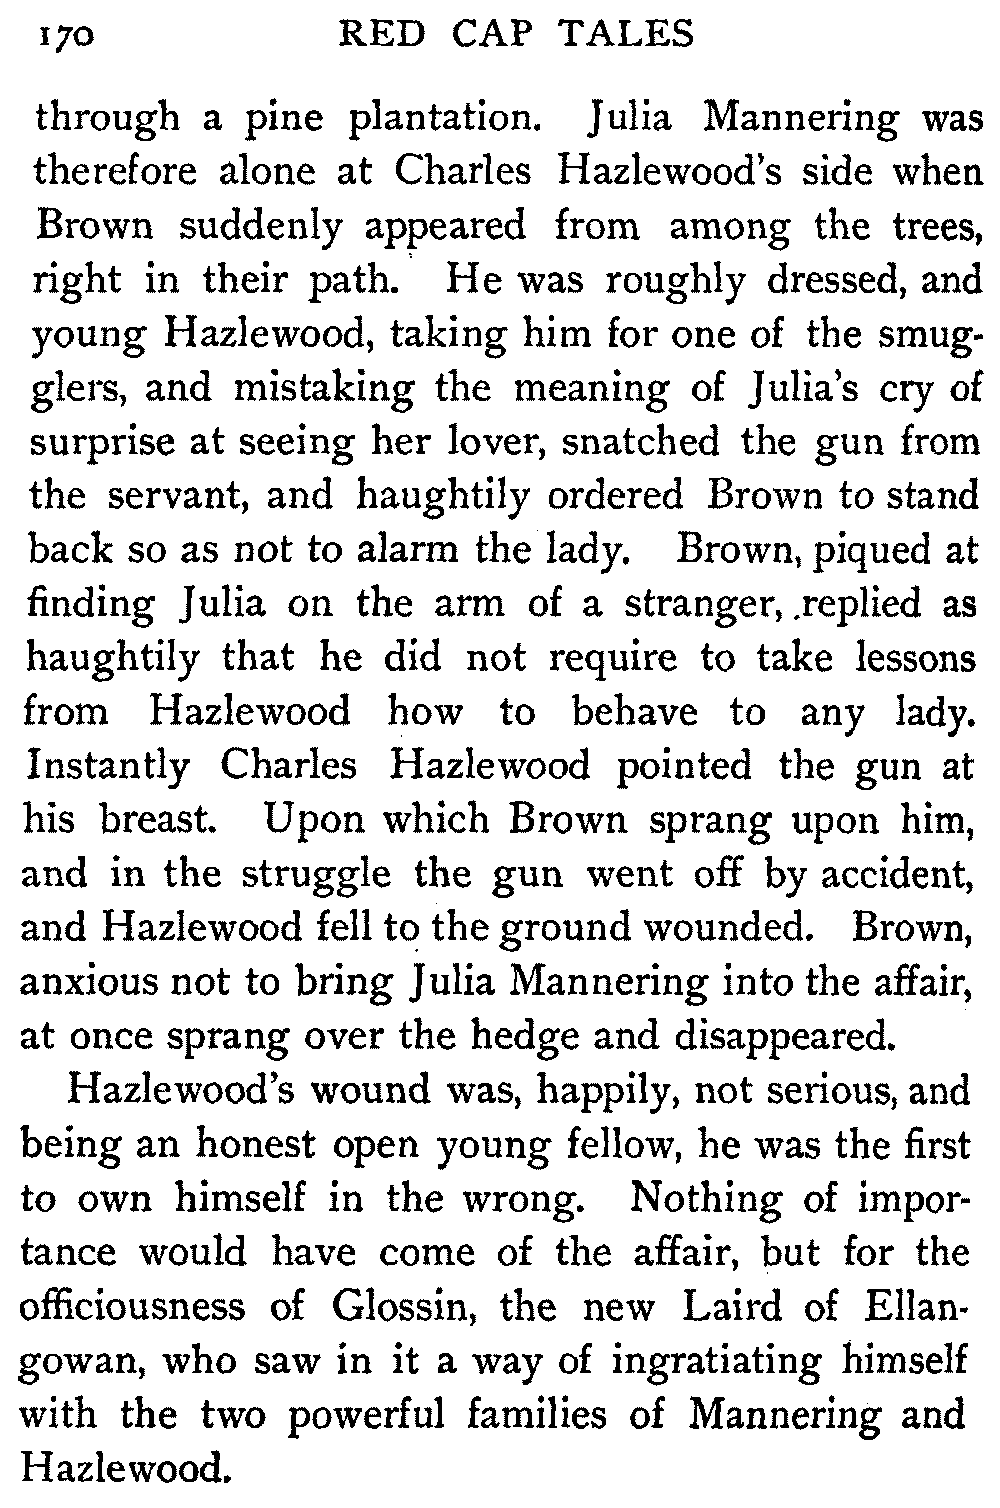 170 RED CAP TALES
through a pine plantation. Julia Mannering was
therefore alone at Charles Hazlewood's side when
Brown suddenly appeared from among the trees,
right in their path. He was roughly dressed, and
young Hazlewood, taking him for one of the smug-
glers, and mistaking the meaning of Julia's cry of
surprise at seeing her lover, snatched the gun from
the servant, and haughtily ordered Brown to stand
back so as not to alarm the lady. Brown, piqued at
finding Julia on the arm of a stranger, replied as
haughtily that he did not require to take lessons
from Hazlewood how to behave to any lady.
Instantly Charles Hazlewood pointed the gun at
his breast. Upon which Brown sprang upon him,
and in the struggle the gun went off by accident,
and Hazlewood fell to the ground wounded. Brown,
anxious not to bring Julia Mannering into the affair,
at once sprang over the hedge and disappeared.
Hazlewood's wound was, happily, not serious, and
being an honest open young fellow, he was the first
to own himself in the wrong. Nothing of impor-
tance would have come of the affair, but for the
officiousness of Glossin, the new Laird of Ellan-
gowan, who saw in it a way of ingratiating himself
with the two powerful families of Mannering and
Hazlewood.